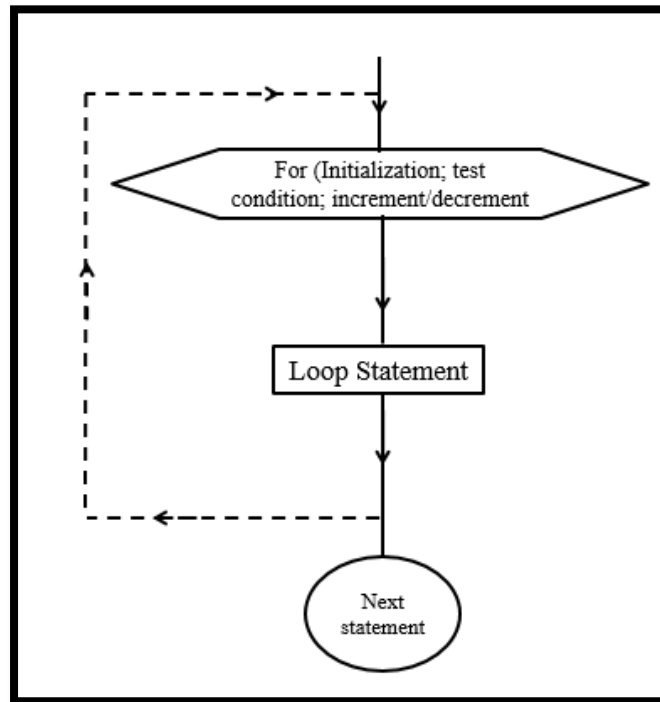 For (Initialization; test
condition; increment/decrement
Loop Statement
Next
statement